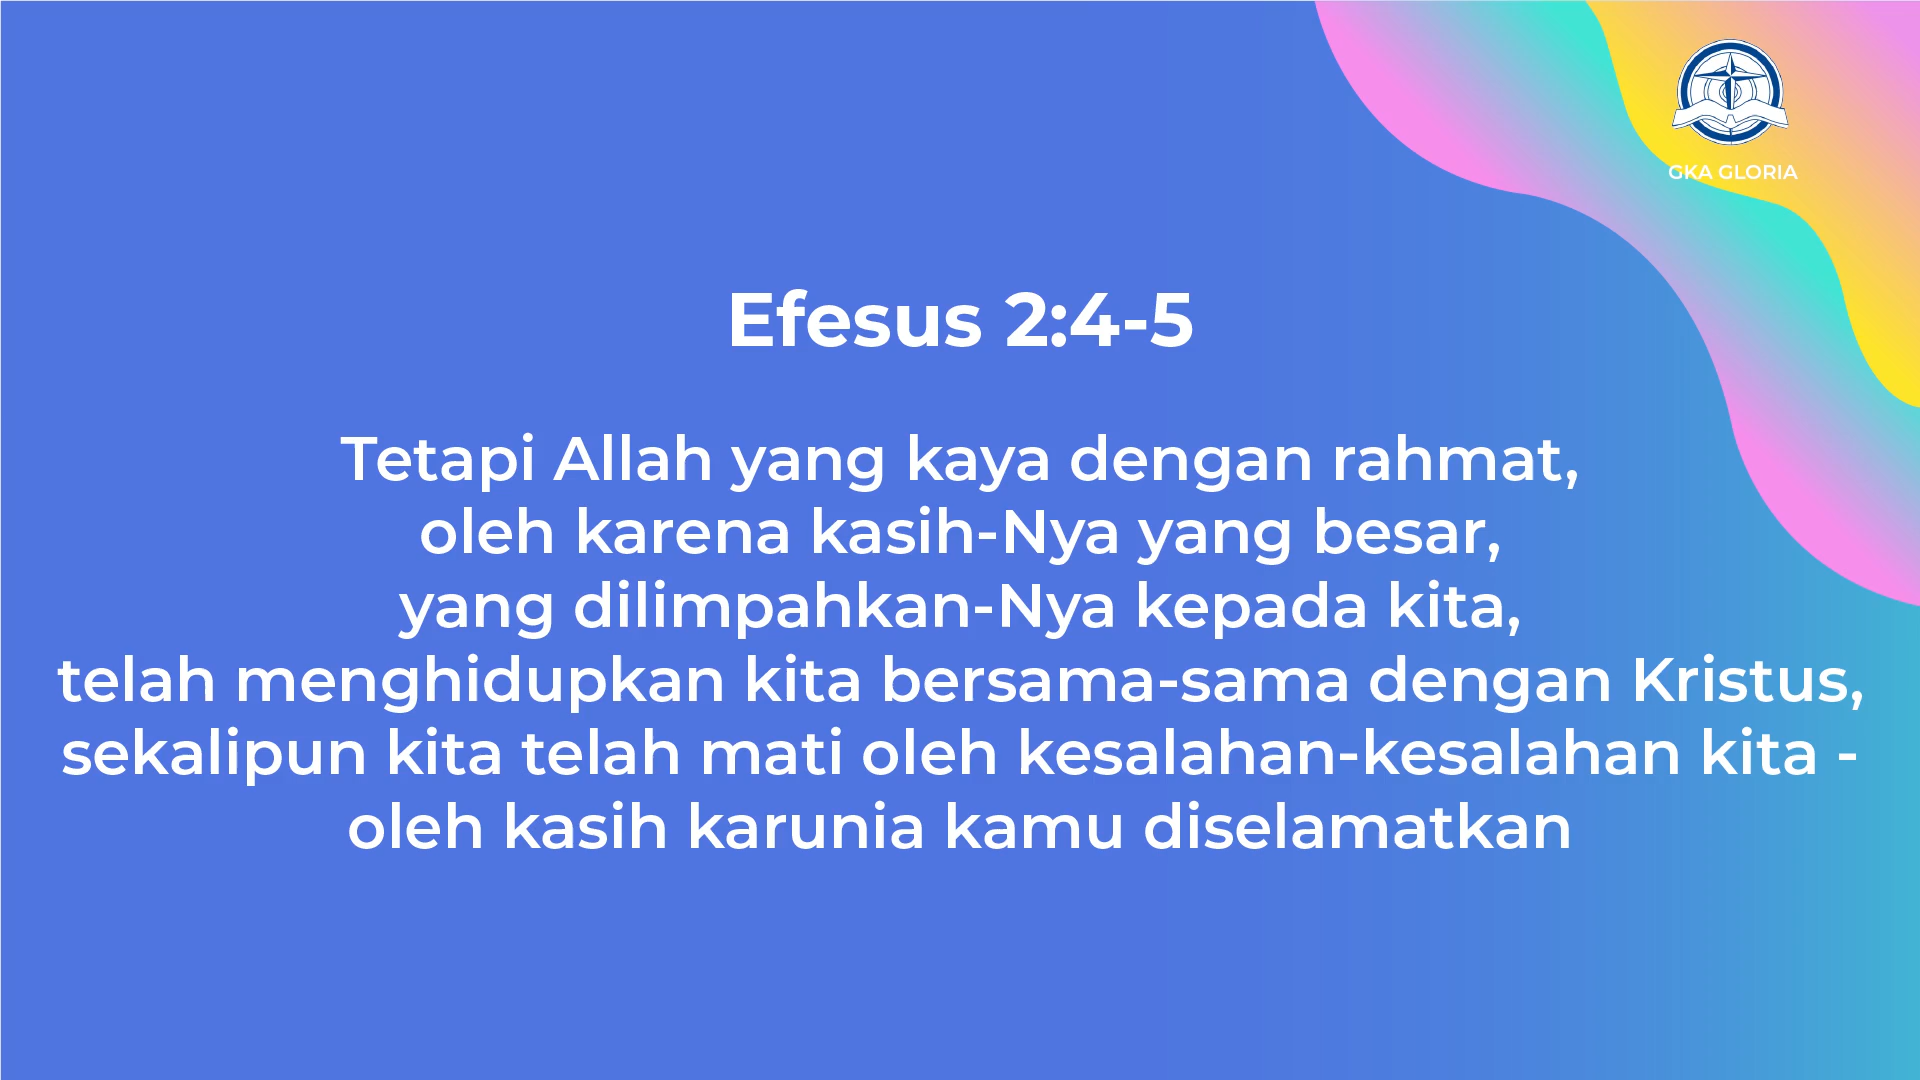 GKA GLORIA
Efesus 2:4-5
Tetapi Allah yang kaya dengan rahmat,
oleh karena kasih-Nya yang besar,
yang dilimpahkan-Nya kepada kita,
telah menghidupkan kita bersama-sama dengan Kristus,
sekalipun kita telah mati oleh kesalahan-kesalahan kita -
oleh kasih karunia kamu diselamatkan